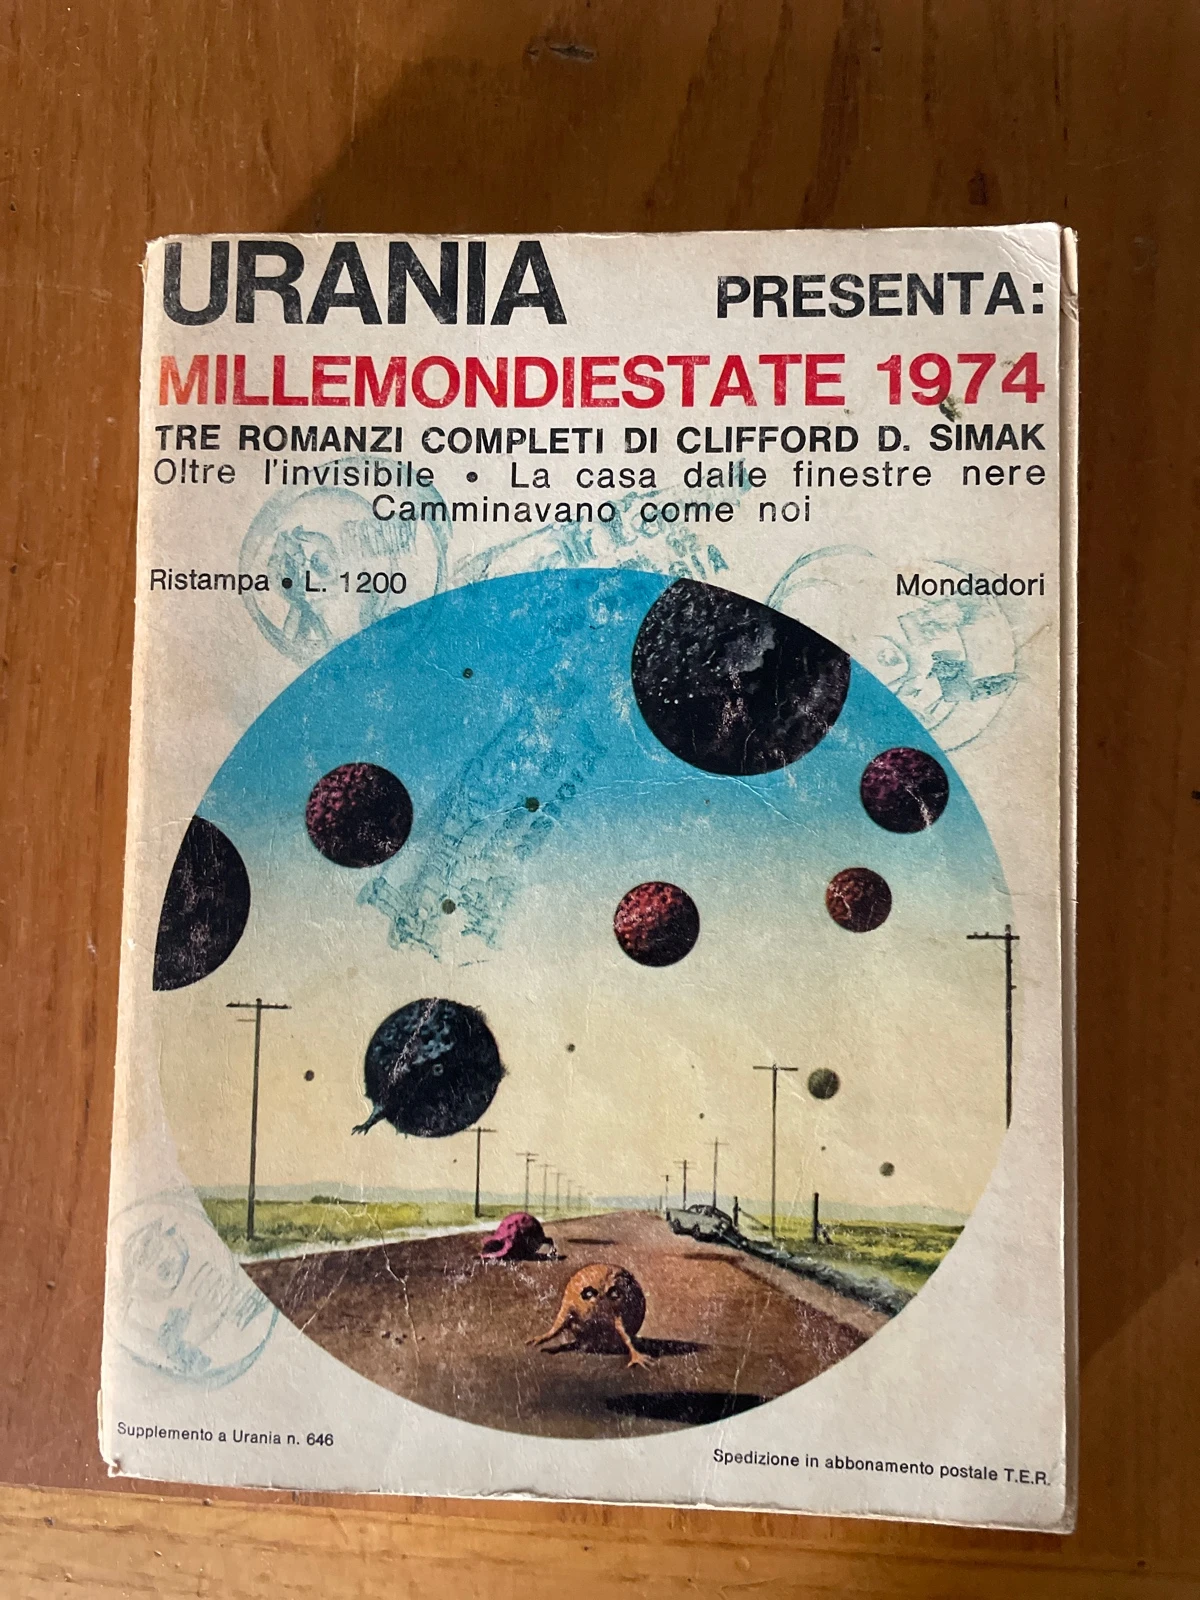 URANIA PRESENTA:
MILLEMONDIESTATE 1974
TRE ROMANZI COMPLETI DI CLIFFORD D. SIMAK
Oltre l'invisibile • La casa dalle finestre nere
Camminavano come noi
Ristampa • L. 1200
Mondadori
Supplemento a Urania n. 646
Spedizione in abbonamento postale T.E.R.